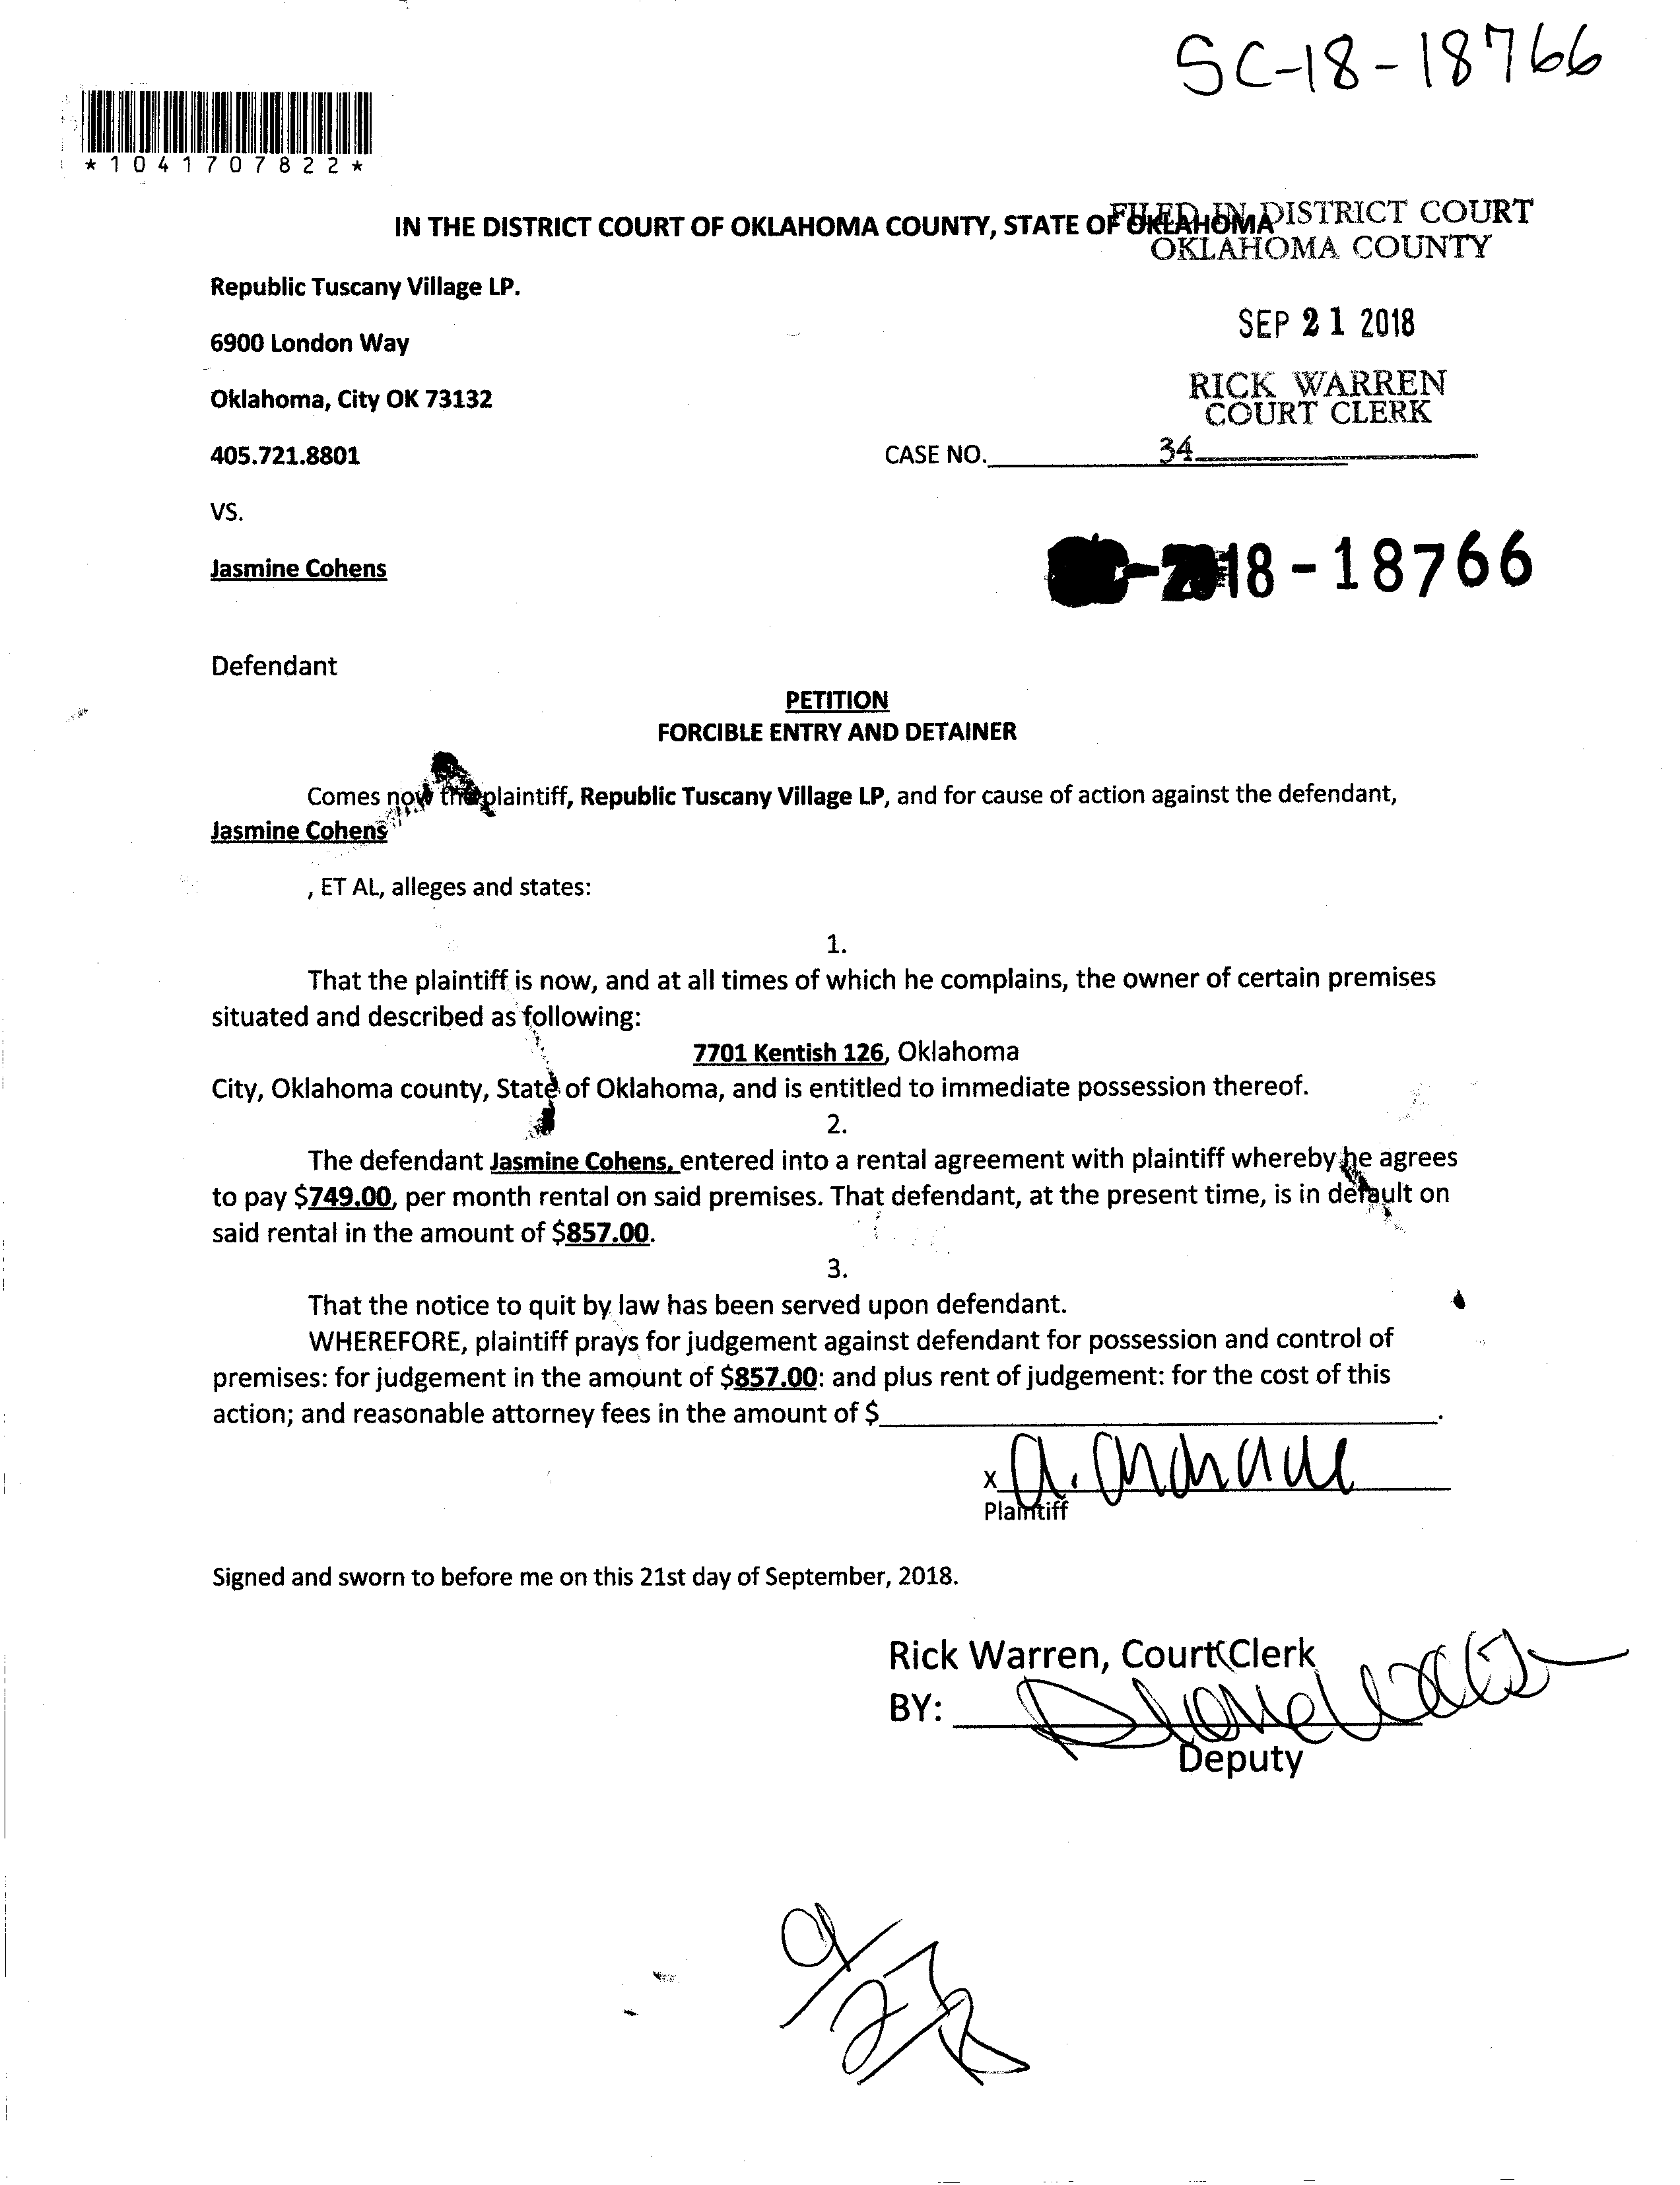 SC-18-18766
*1041707822*
IN THE DISTRICT COURT OF OKLAHOMA COUNTY, STATE OF OKLAHOMA
FILED IN DISTRICT COURT
OKLAHOMA COUNTY
Republic Tuscany Village LP.
SEP 21 2018
6900 London Way
RICK WARREN
COURT CLERK
Oklahoma, City OK 73132
405.721.8801
CASE NO. 34
VS.
Jasmine Cohens
SC-2018-18766
Defendant
PETITION
FORCIBLE ENTRY AND DETAINER
Comes now the plaintiff, Republic Tuscany Village LP, and for cause of action against the defendant,
Jasmine Cohens
, ET AL, alleges and states:
1.
That the plaintiff is now, and at all times of which he complains, the owner of certain premises
situated and described as following:
7701 Kentish 126, Oklahoma
City, Oklahoma county, State of Oklahoma, and is entitled to immediate possession thereof.
2.
The defendant Jasmine Cohens, entered into a rental agreement with plaintiff whereby he agrees
to pay $749.00, per month rental on said premises. That defendant, at the present time, is in default on
said rental in the amount of $857.00.
3.
That the notice to quit by law has been served upon defendant.
WHEREFORE, plaintiff prays for judgement against defendant for possession and control of
premises: for judgement in the amount of $857.00: and plus rent of judgement: for the cost of this
action; and reasonable attorney fees in the amount of $ .
X A. Andrade
Plaintiff
Signed and sworn to before me on this 21st day of September, 2018.
Rick Warren, Court Clerk
BY:
Deputy
9/27